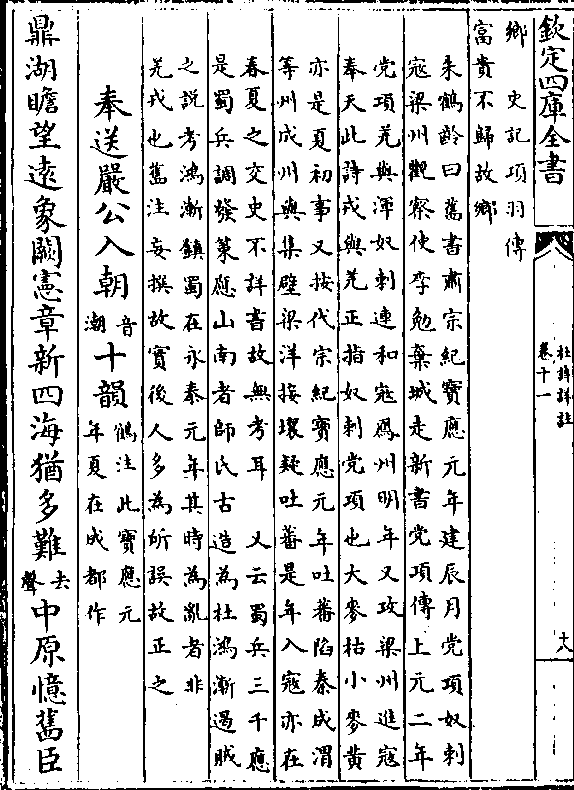 欽定四庫全書
杜詩詳註
卷十一
十八
鄉　史記項羽傳
富貴不歸故鄉
朱鶴齡曰舊書肅宗紀寶應元年建辰月党項奴剌
寇梁州觀察使李勉棄城走新書党項傳上元二年
党項羌與渾奴剌連和寇鳳州明年又攻梁州進寇
奉天此詩戎與羌正指奴剌党項也大麥枯小麥黃
亦是夏初事又按代宗紀寶應元年吐蕃陷秦成渭
等州成州與集壁梁洋接壤疑吐蕃是年入寇亦在
春夏之交史不詳書故無考耳　又云蜀兵三千應
是蜀兵調發策應山南者師氏古造為杜鴻漸遏賊
之說考鴻漸鎮蜀在永泰元年其時為亂者非
羌戎也舊注妄撰故實後人多為所誤故正之
奉送嚴公入朝音潮十韻鶴注此寶應元年夏在成都作
鼎湖瞻望遠象闕憲章新四海猶多難去聲中原憶舊臣